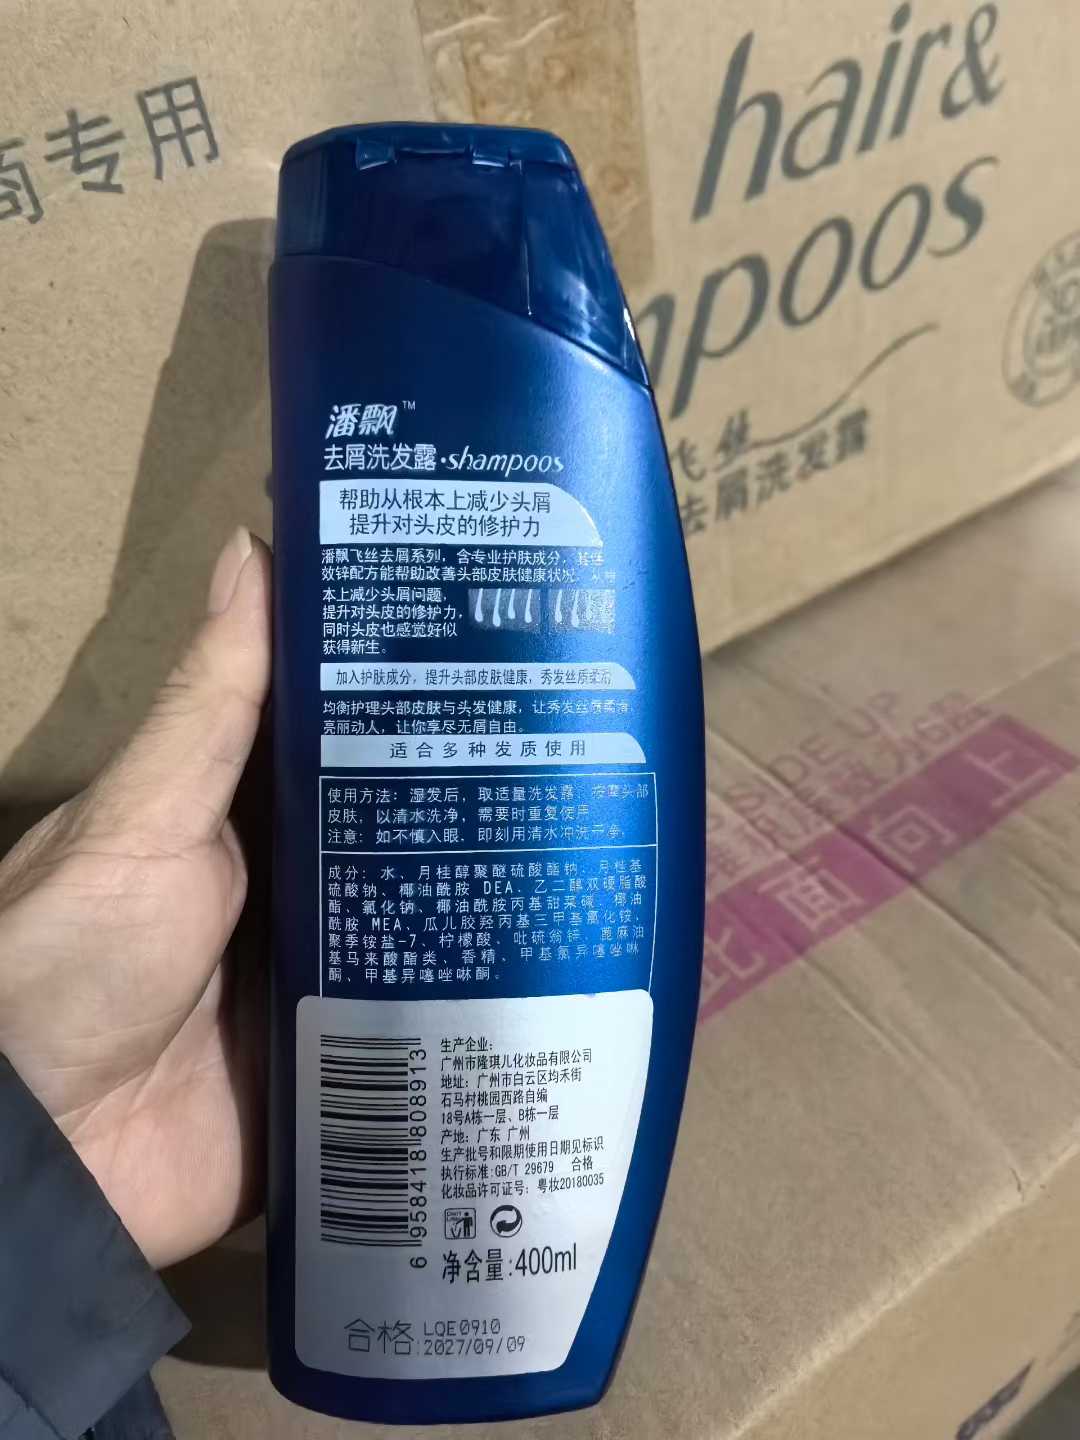 商专用
hair&
mpoos
飞丝
去屑洗发露
潘飘™
去屑洗发露·shampoos
帮助从根本上减少头屑
提升对头皮的修护力
潘飘飞丝去屑系列，含专业护肤成分，
效锌配方能帮助改善头部皮肤健康状况，
本上减少头屑问题，
提升对头皮的修护力，
同时头皮也感觉好似
获得新生。
加入护肤成分，提升头部皮肤健康，秀发丝质柔滑
均衡护理头部皮肤与头发健康，让秀发丝质柔滑，
亮丽动人，让你享尽无屑自由。
适合多种发质使用
使用方法：湿发后，取适量洗发露，按摩头部
皮肤，以清水洗净，需要时重复使用
注意：如不慎入眼，即刻用清水冲洗干净。
成分：水、月桂醇聚醚硫酸酯钠、月桂基
硫酸钠、椰油酰胺 DEA、乙二醇双硬脂酸
酯、氯化钠、椰油酰胺丙基甜菜碱、椰油
酰胺 MEA、瓜儿胶羟丙基三甲基氯化铵、
聚季铵盐-7、柠檬酸、吡硫翁锌、蓖麻油
基马来酸酯类、香精、甲基氯异噻唑啉
酮、甲基异噻唑啉酮。
6 958418 808913
生产企业：
广州市隆琪儿化妆品有限公司
地址：广州市白云区均禾街
石马村桃园西路自编
18号A栋一层、B栋一层
产地：广东 广州
生产批号和限期使用日期见标识
执行标准:GB/T 29679 合格
化妆品许可证号：粤妆20180035
净含量:400ml
合格:LQE0910
2027/09/09
此面向上